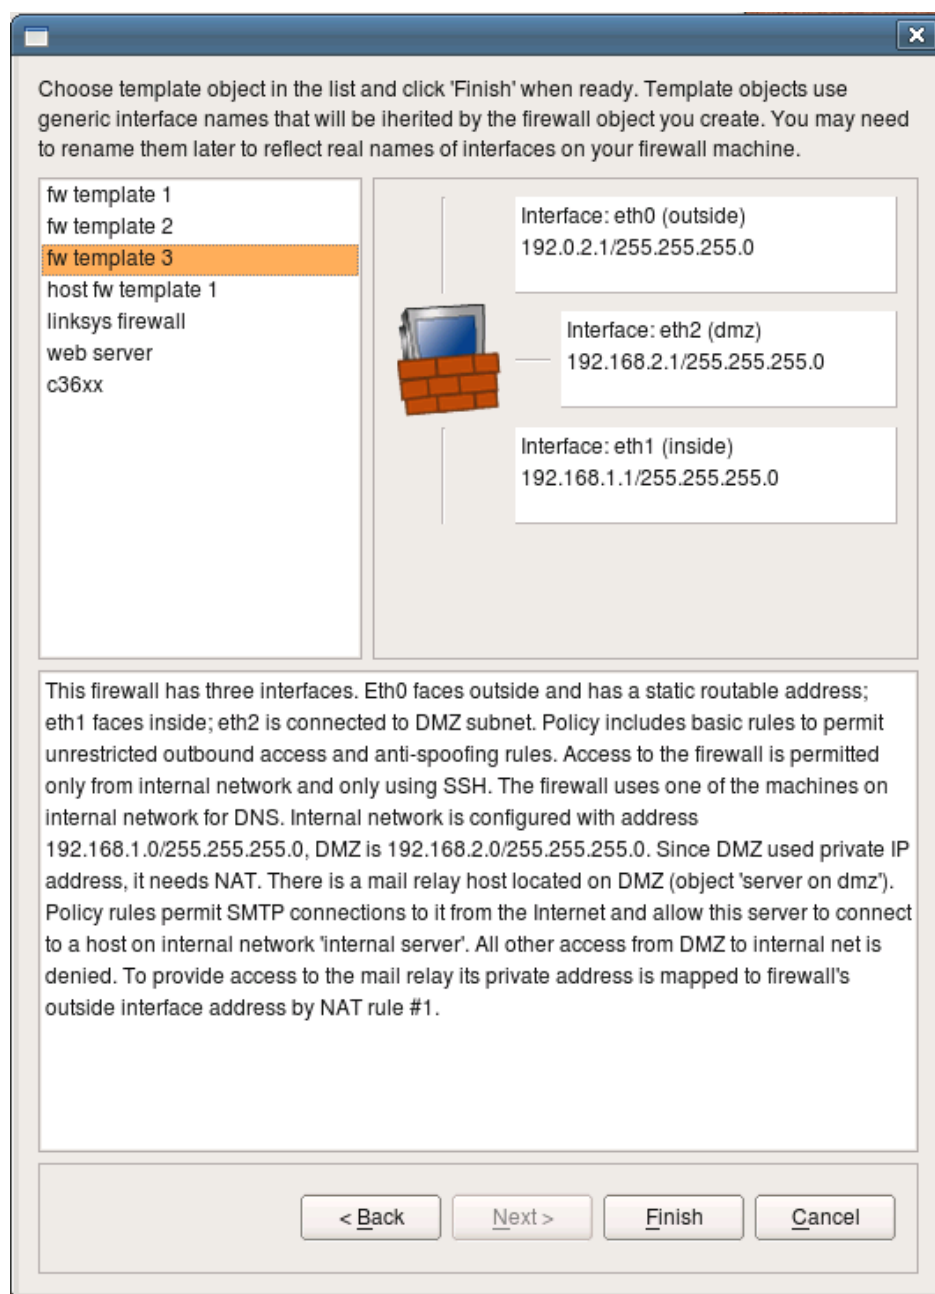 Choose template object in the list and click 'Finish' when ready. Template objects use
generic interface names that will be iherited by the firewall object you create. You may need
to rename them later to reflect real names of interfaces on your firewall machine.
fw template 1
fw template 2
fw template 3
host fw template 1
linksys firewall
web server
c36xx
Interface: eth0 (outside)
192.0.2.1/255.255.255.0
Interface: eth2 (dmz)
192.168.2.1/255.255.255.0
Interface: eth1 (inside)
192.168.1.1/255.255.255.0
This firewall has three interfaces. Eth0 faces outside and has a static routable address;
eth1 faces inside; eth2 is connected to DMZ subnet. Policy includes basic rules to permit
unrestricted outbound access and anti-spoofing rules. Access to the firewall is permitted
only from internal network and only using SSH. The firewall uses one of the machines on
internal network for DNS. Internal network is configured with address
192.168.1.0/255.255.255.0, DMZ is 192.168.2.0/255.255.255.0. Since DMZ used private IP
address, it needs NAT. There is a mail relay host located on DMZ (object 'server on dmz').
Policy rules permit SMTP connections to it from the Internet and allow this server to connect
to a host on internal network 'internal server'. All other access from DMZ to internal net is
denied. To provide access to the mail relay its private address is mapped to firewall's
outside interface address by NAT rule #1.
< Back
Next >
Finish
Cancel